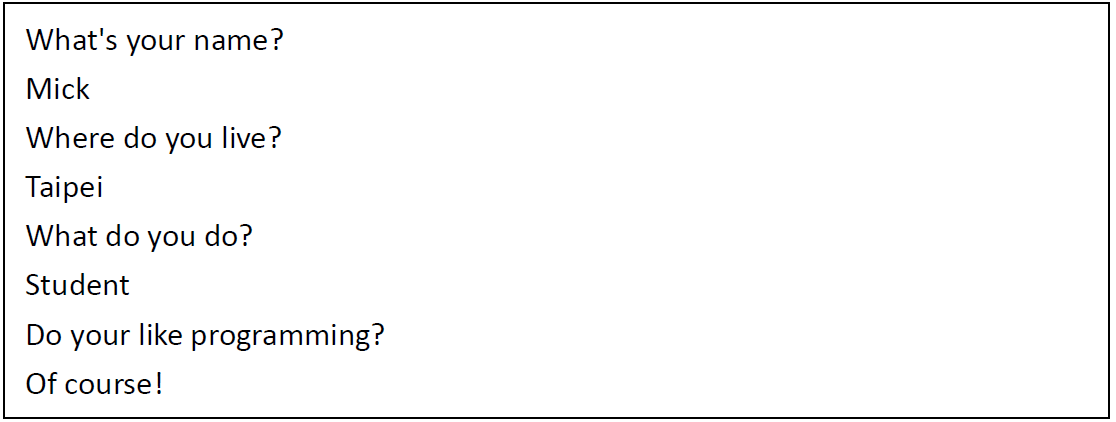 What's your name?
Mick
Where do you live?
Taipei
What do you do?
Student
Do your like programming?
Of course!